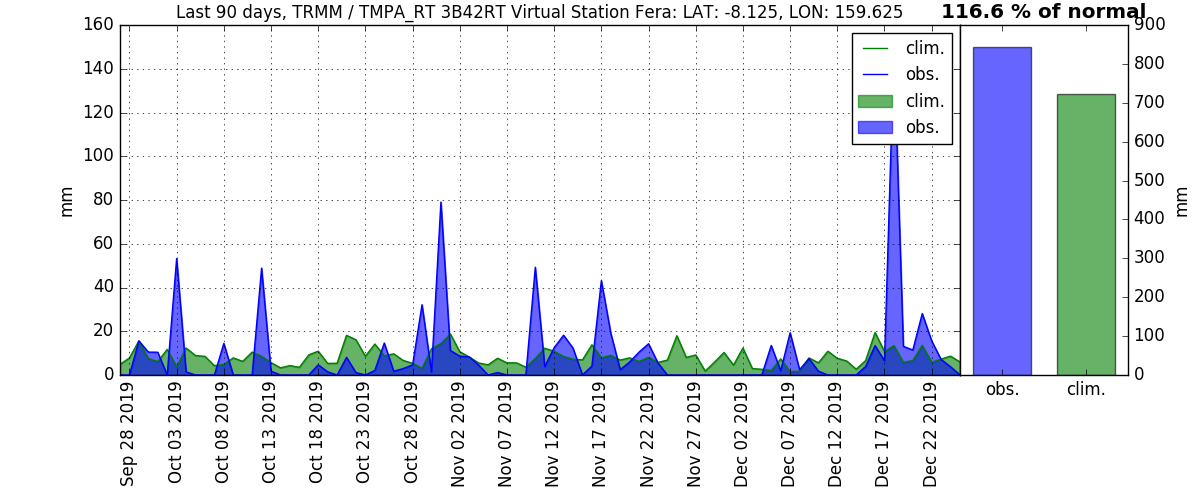 Last 90 days, TRMM / TMPA_RT 3B42RT Virtual Station Fera: LAT: -8.125, LON: 159.625
116.6 % of normal
160
140
120
100
80
60
40
20
0
mm
clim.
obs.
clim.
obs.
900
800
700
600
500
400
300
200
100
0
mm
Sep 28 2019
Oct 03 2019
Oct 08 2019
Oct 13 2019
Oct 18 2019
Oct 23 2019
Oct 28 2019
Nov 02 2019
Nov 07 2019
Nov 12 2019
Nov 17 2019
Nov 22 2019
Nov 27 2019
Dec 02 2019
Dec 07 2019
Dec 12 2019
Dec 17 2019
Dec 22 2019
obs.
clim.